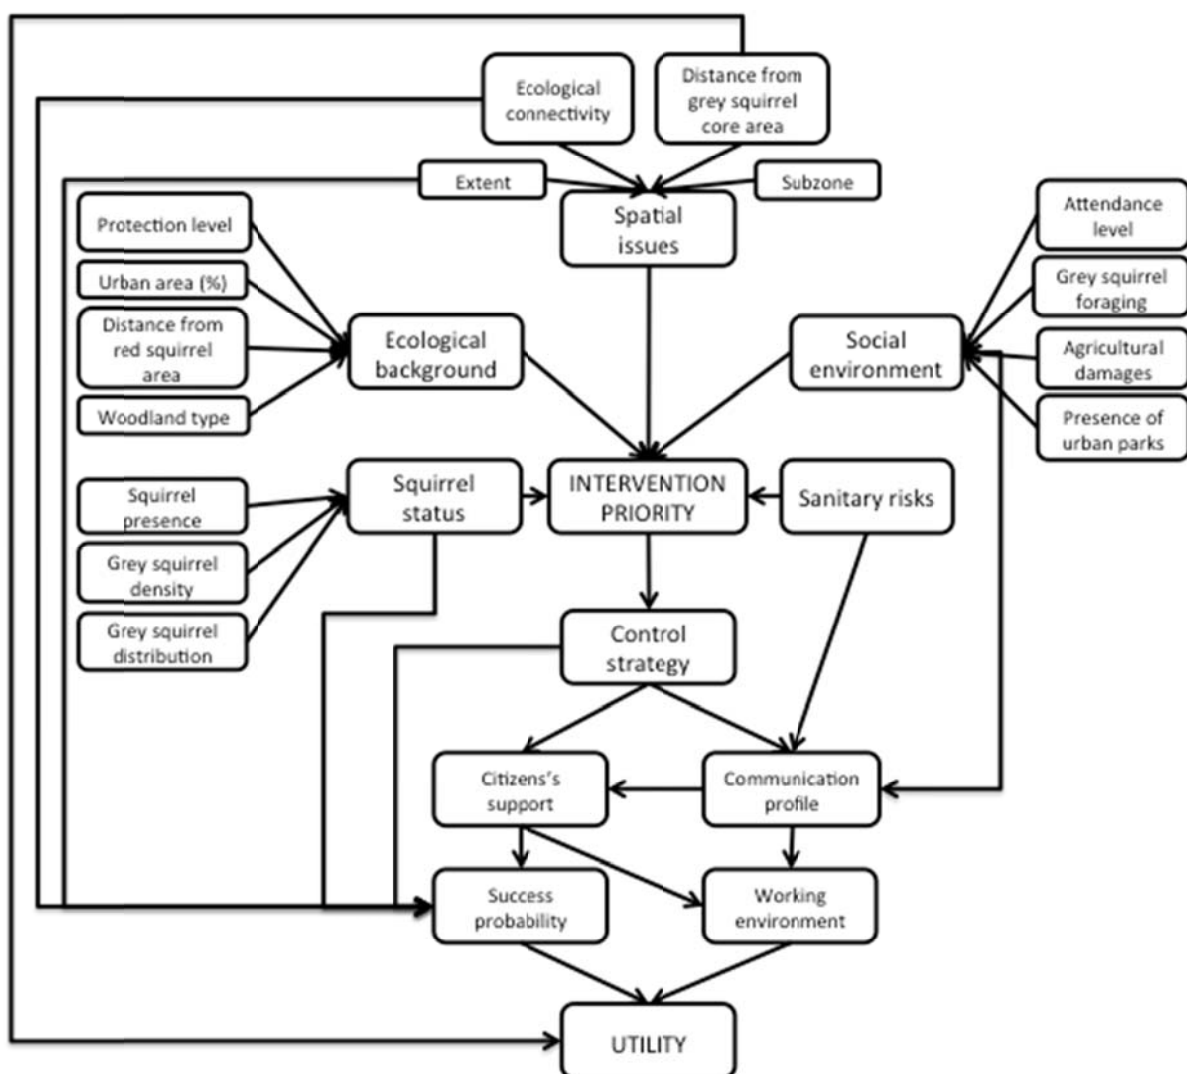 Ecological
connectivity
Distance from
grey squirrel
core area
Extent
Subzone
Spatial
issues
Protection level
Urban area (%)
Distance from
red squirrel
area
Woodland type
Ecological
background
Social
environment
Attendance
level
Grey squirrel
foraging
Agricultural
damages
Presence of
urban parks
Squirrel
presence
Grey squirrel
density
Grey squirrel
distribution
Squirrel
status
INTERVENTION
PRIORITY
Sanitary risks
Control
strategy
Citizens's
support
Communication
profile
Success
probability
Working
environment
UTILITY